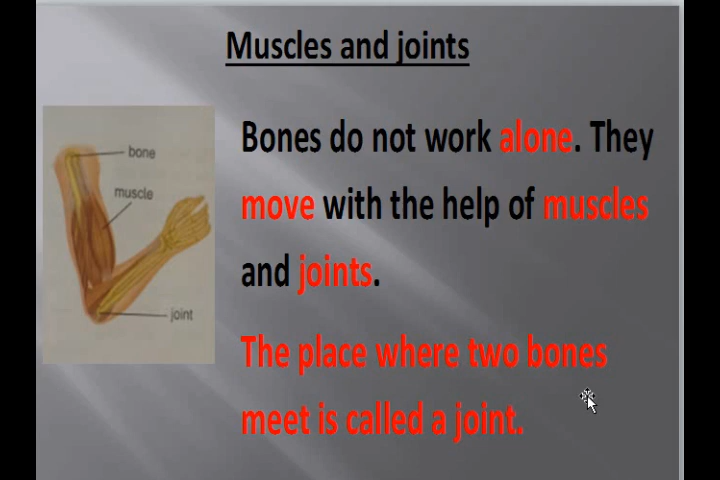 Muscles and joints
bone
muscle
joint
Bones do not work alone. They
move with the help of muscles
and joints.
The place where two bones
meet is called a joint.